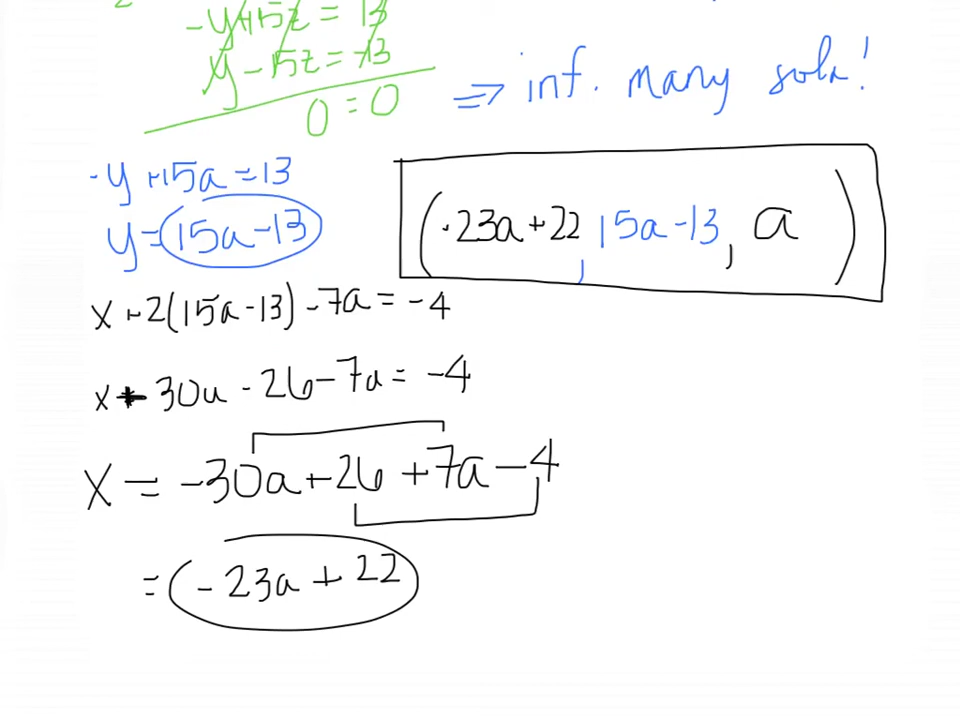 -y+15z = 13
y-15z = -13
0 = 0 ⇒ inf. many soln!
-y+15a=13
y=15a-13
(-23a+22, 15a-13, a)
x+2(15a-13)-7a=-4
x+30a-26-7a=-4
x = -30a+26+7a-4
= -23a+22